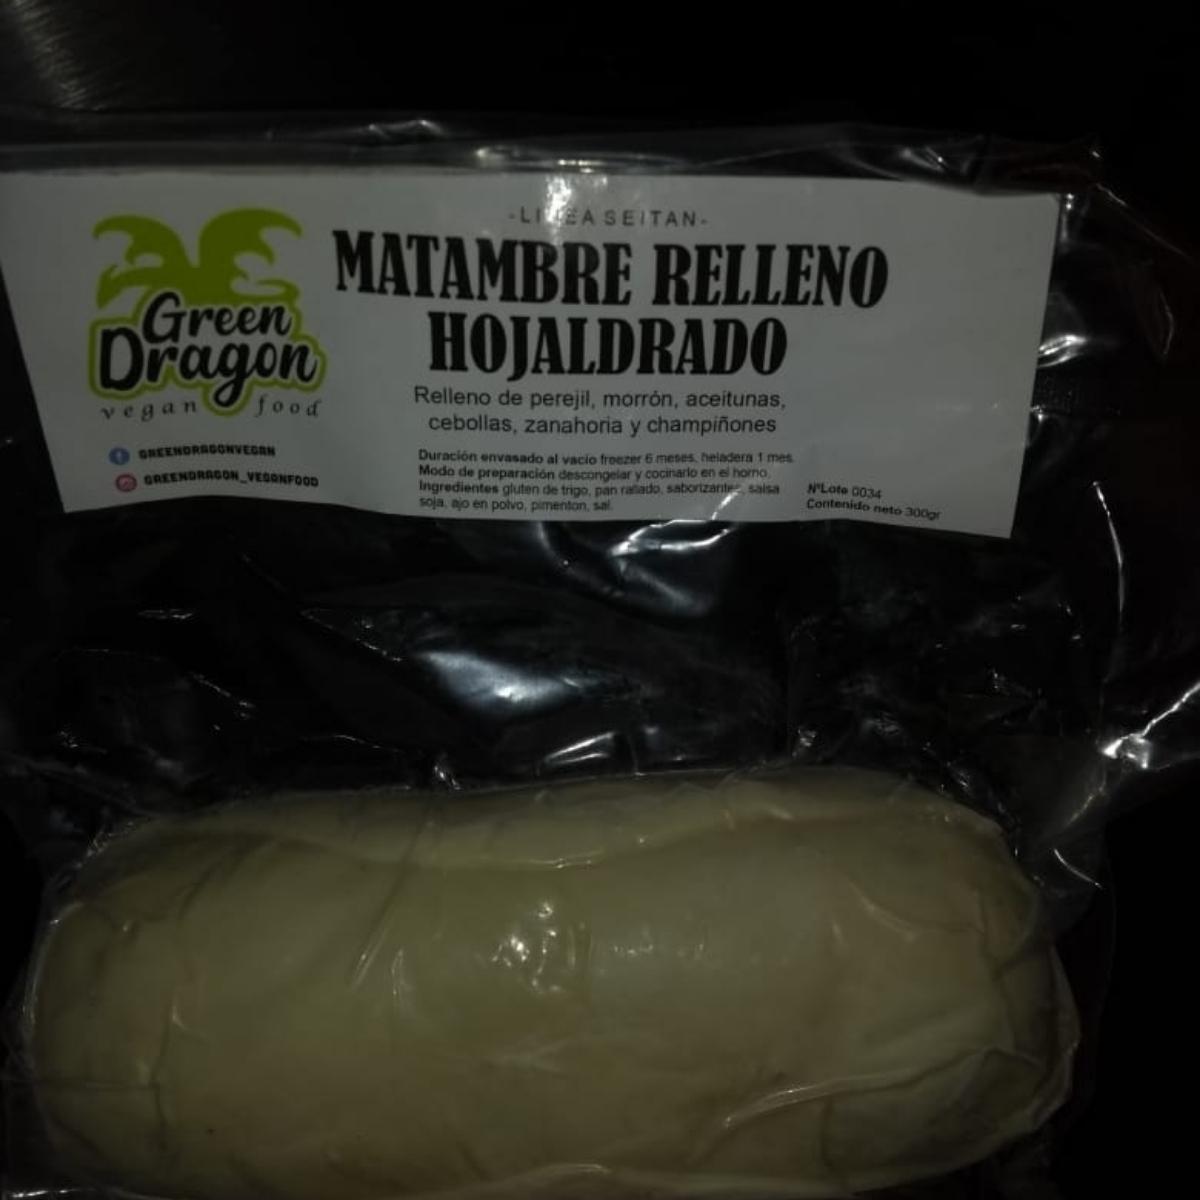 -LINEA SEITAN-
MATAMBRE RELLENO
HOJALDRADO
Relleno de perejil, morrón, aceitunas,
cebollas, zanahoria y champiñones
Green
Dragon
vegan food
GREENDRAGONVEGAN
GREENDRAGON_VEGANFOOD
Duración envasado al vacío freezer 6 meses, heladera 1 mes.
Modo de preparación descongelar y cocinarlo en el horno.
Ingredientes gluten de trigo, pan rallado, saborizantes, salsa
soja, ajo en polvo, pimenton, sal.
NºLote 0034
Contenido neto 300gr